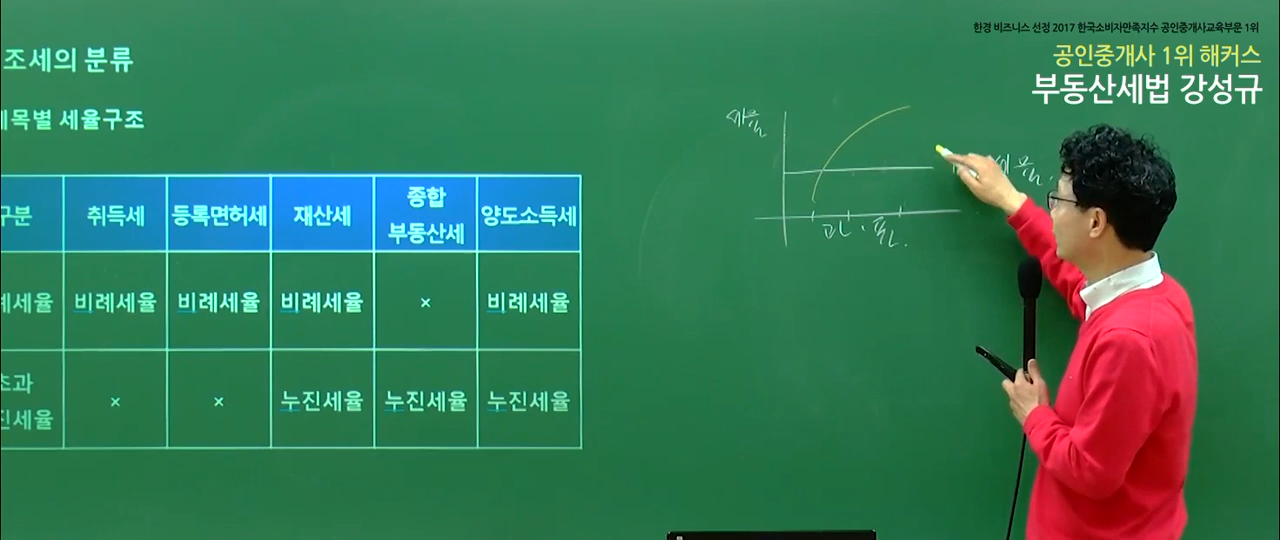 한경 비즈니스 선정 2017 한국소비자만족지수 공인중개사교육부문 1위
공인중개사 1위 해커스
부동산세법 강성규
조세의 분류
세목별 세율구조
구분 취득세 등록면허세 재산세 종합 부동산세 양도소득세
비례세율 비례세율 비례세율 비례세율 × 비례세율
초과
누진세율 × × 누진세율 누진세율 누진세율
세율
과 · 표